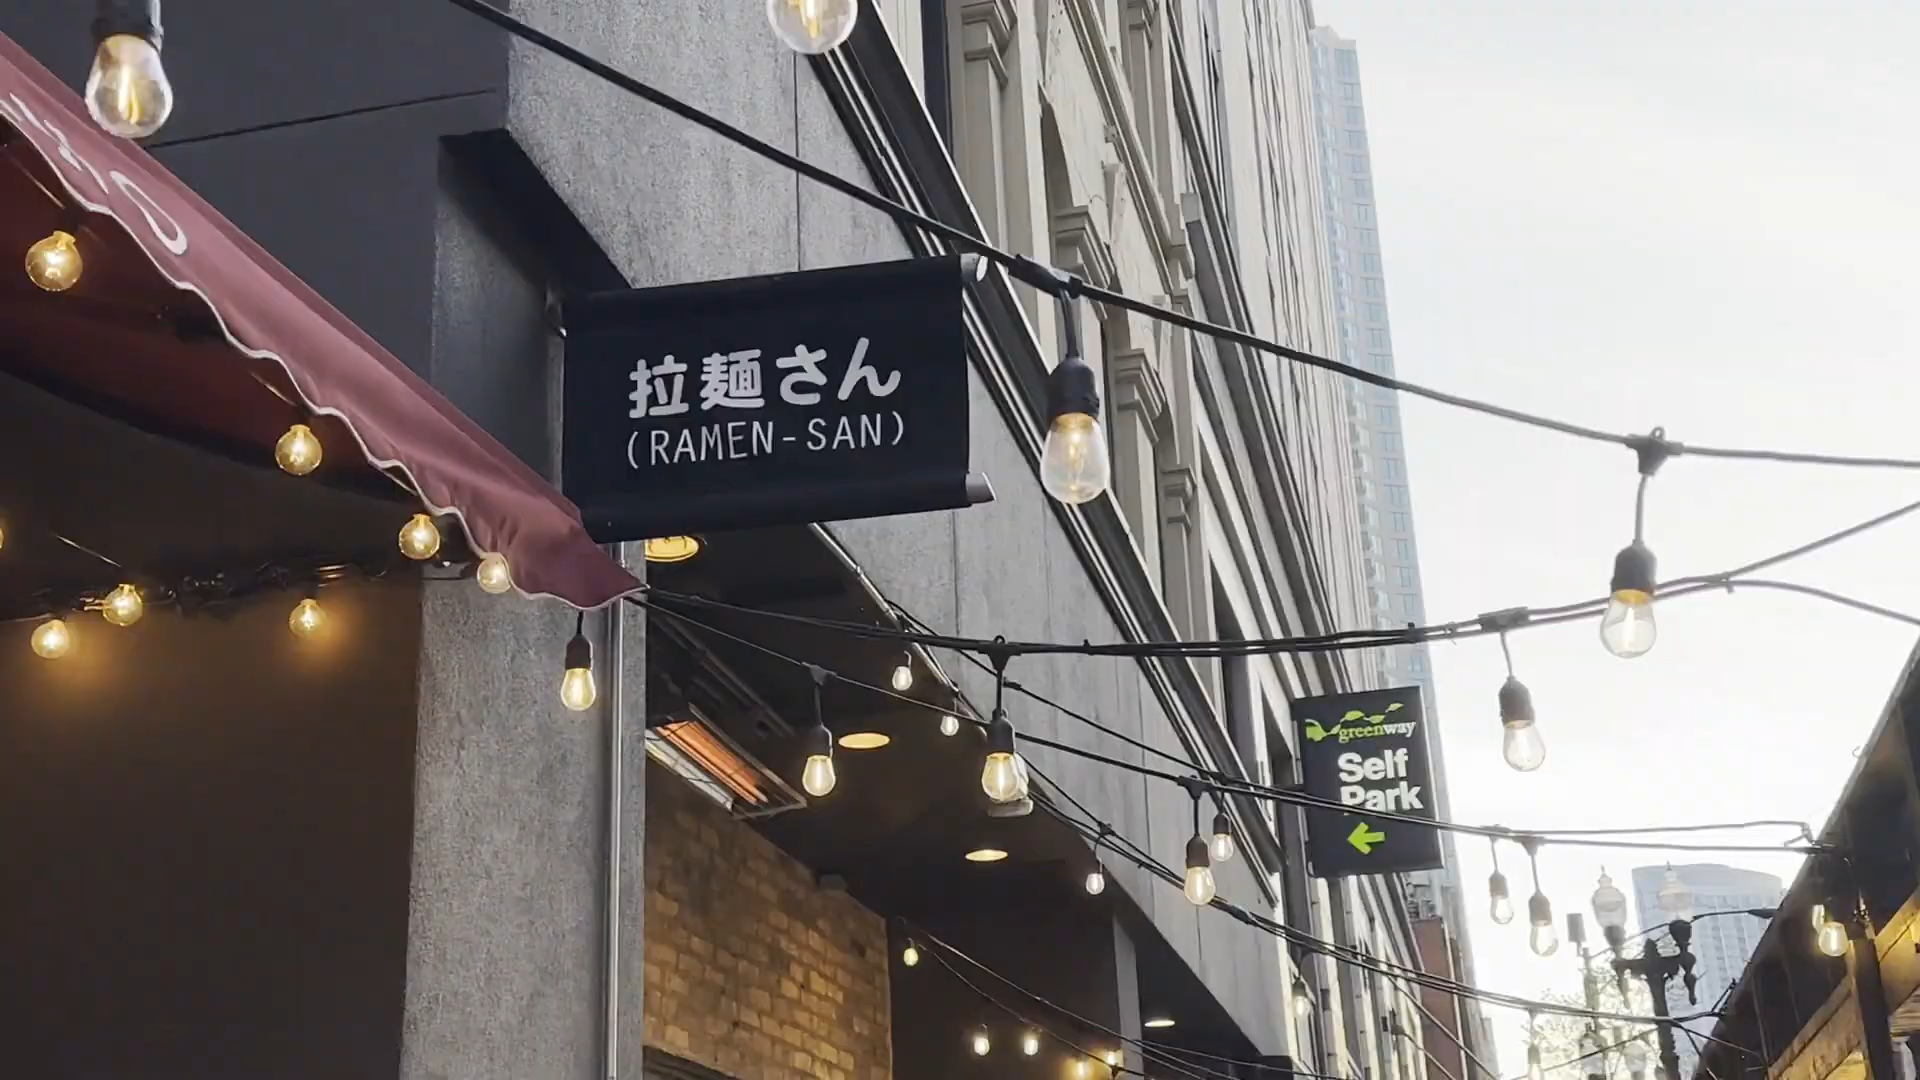 拉麺さん
(RAMEN-SAN)
greenway
Self
Park